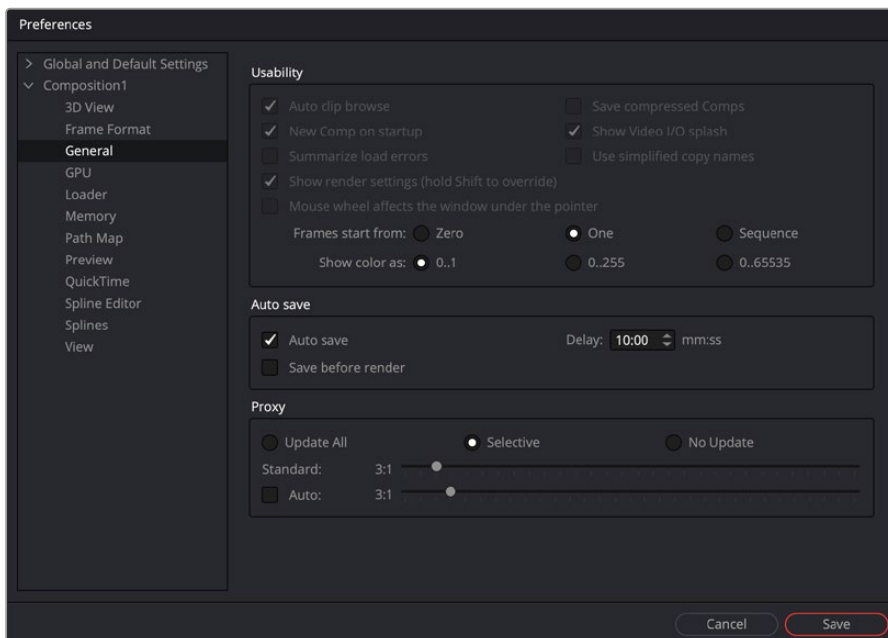 Preferences
Global and Default Settings
Composition1
3D View
Frame Format
General
GPU
Loader
Memory
Path Map
Preview
QuickTime
Spline Editor
Splines
View
Usability
Auto clip browse Save compressed Comps
New Comp on startup Show Video I/O splash
Summarize load errors Use simplified copy names
Show render settings (hold Shift to override)
Mouse wheel affects the window under the pointer
Frames start from: Zero One Sequence
Show color as: 0..1 0..255 0..65535
Auto save
Auto save Delay: 10:00 mm:ss
Save before render
Proxy
Update All Selective No Update
Standard: 3:1
Auto: 3:1
Cancel Save